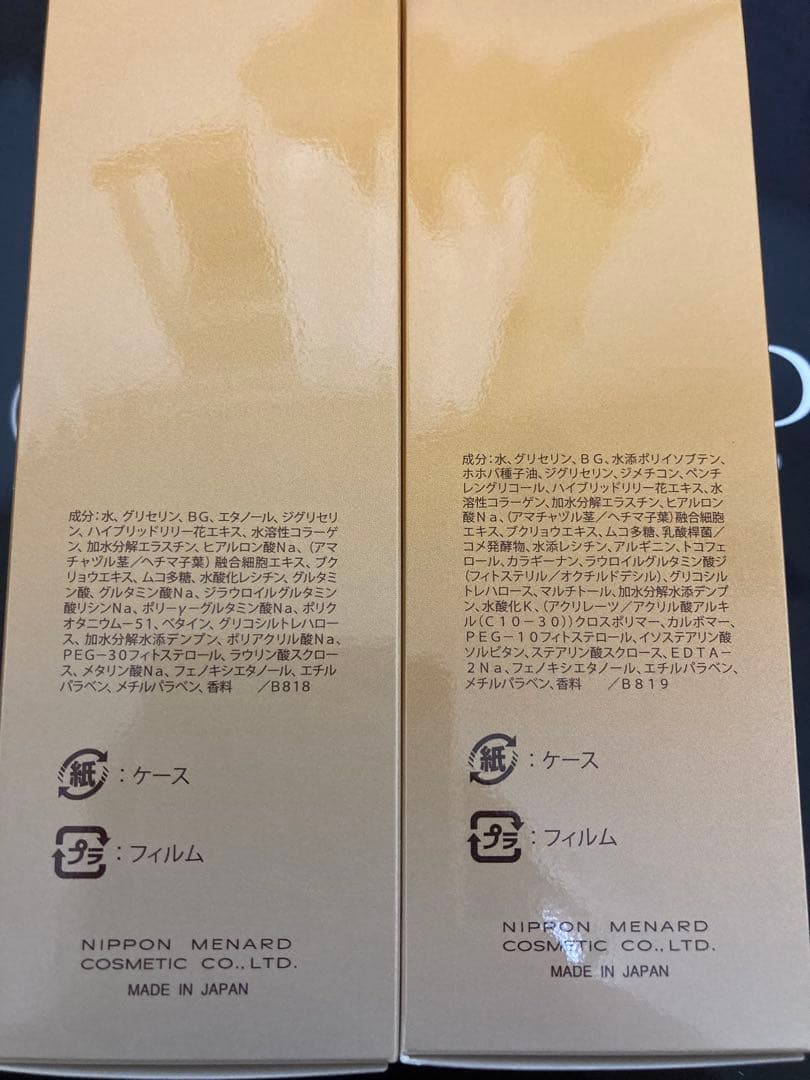 成分：水、グリセリン、BG、エタノール、ジグリセリ
ン、ハイブリッドリリー花エキス、水溶性コラーゲ
ン、加水分解エラスチン、ヒアルロン酸Na、（アマ
チャヅル茎／ヘチマ子葉）融合細胞エキス、ブク
リョウエキス、ムコ多糖、水酸化レシチン、グルタミ
ン酸、グルタミン酸Na、ジラウロイルグルタミン
酸リシンNa、ポリ－γ－グルタミン酸Na、ポリク
オタニウム－51、ベタイン、グリコシルトレハロー
ス、加水分解水添デンプン、ポリアクリル酸Na、
PEG－30フィトステロール、ラウリン酸スクロー
ス、メタリン酸Na、フェノキシエタノール、エチル
パラベン、メチルパラベン、香料　／B818
紙：ケース
プラ：フィルム
NIPPON MENARD
COSMETIC CO., LTD.
MADE IN JAPAN
成分：水、グリセリン、BG、水添ポリイソブテン、
ホホバ種子油、ジグリセリン、ジメチコン、ペンチ
レングリコール、ハイブリッドリリー花エキス、水
溶性コラーゲン、加水分解エラスチン、ヒアルロン
酸Na、（アマチャヅル茎／ヘチマ子葉）融合細胞
エキス、ブクリョウエキス、ムコ多糖、乳酸桿菌／
コメ発酵物、水添レシチン、アルギニン、トコフェ
ロール、カラギーナン、ラウロイルグルタミン酸ジ
（フィトステリル／オクチルドデシル）、グリコシル
トレハロース、マルチトール、加水分解水添デンプ
ン、水酸化K、（アクリレーツ／アクリル酸アルキ
ル（C10－30））クロスポリマー、カルボマー、
PEG－10フィトステロール、イソステアリン酸
ソルビタン、ステアリン酸スクロース、EDTA－
2Na、フェノキシエタノール、エチルパラベン、
メチルパラベン、香料　／B819
紙：ケース
プラ：フィルム
NIPPON MENARD
COSMETIC CO., LTD.
MADE IN JAPAN